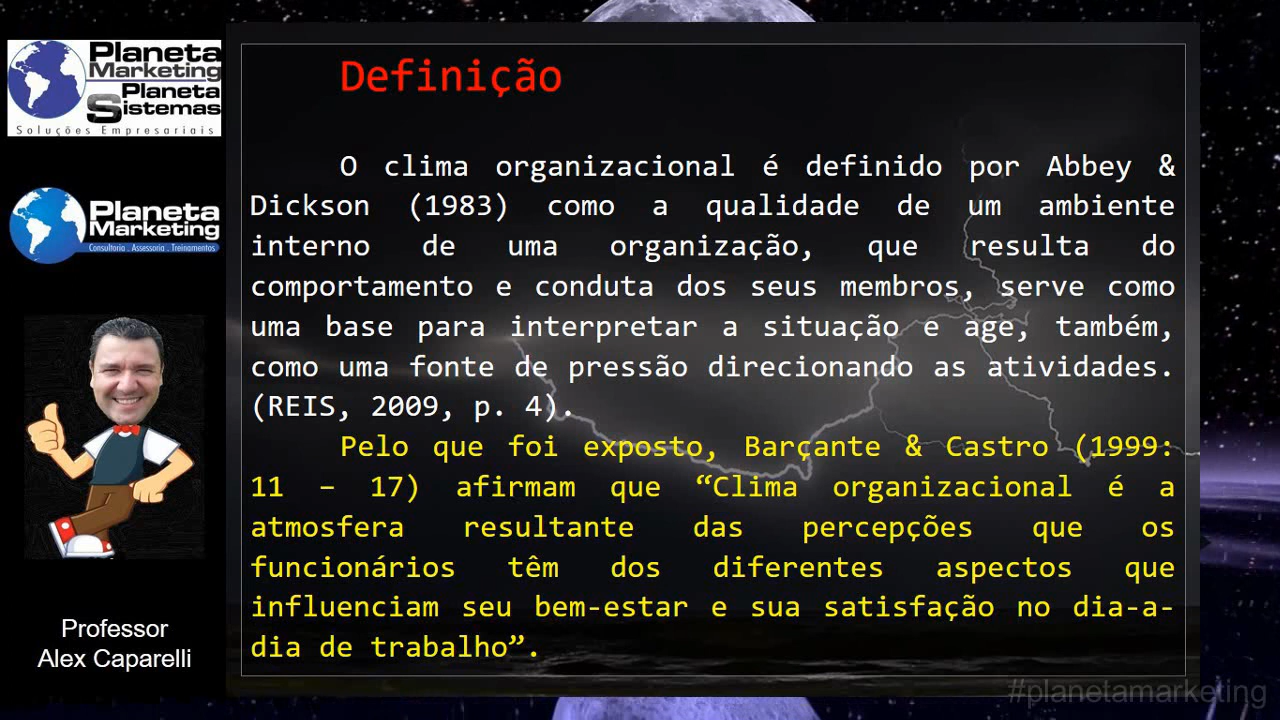 Planeta
Marketing
Planeta
Sistemas
Soluções Empresariais
Planeta
Marketing
Consultoria . Assessoria . Treinamentos
Professor
Alex Caparelli
Definição
O clima organizacional é definido por Abbey &
Dickson (1983) como a qualidade de um ambiente
interno de uma organização, que resulta do
comportamento e conduta dos seus membros, serve como
uma base para interpretar a situação e age, também,
como uma fonte de pressão direcionando as atividades.
(REIS, 2009, p. 4).
Pelo que foi exposto, Barçante & Castro (1999:
11 – 17) afirmam que “Clima organizacional é a
atmosfera resultante das percepções que os
funcionários têm dos diferentes aspectos que
influenciam seu bem-estar e sua satisfação no dia-a-
dia de trabalho”.
#planetamarketing